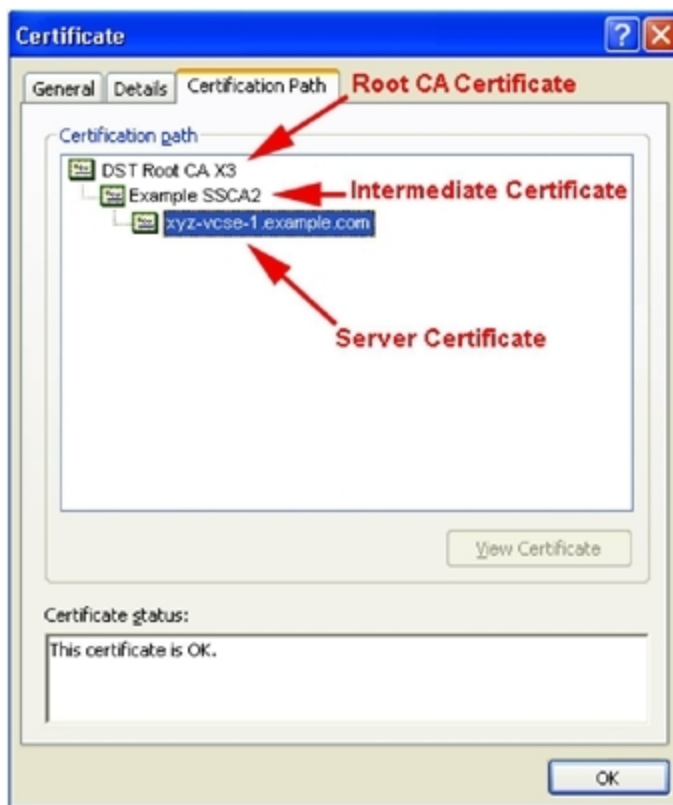 Certificate
General Details Certification Path Root CA Certificate
Certification path
DST Root CA X3
Example SSCA2 Intermediate Certificate
xyz-vcse-1.example.com
Server Certificate
View Certificate
Certificate status:
This certificate is OK.
OK